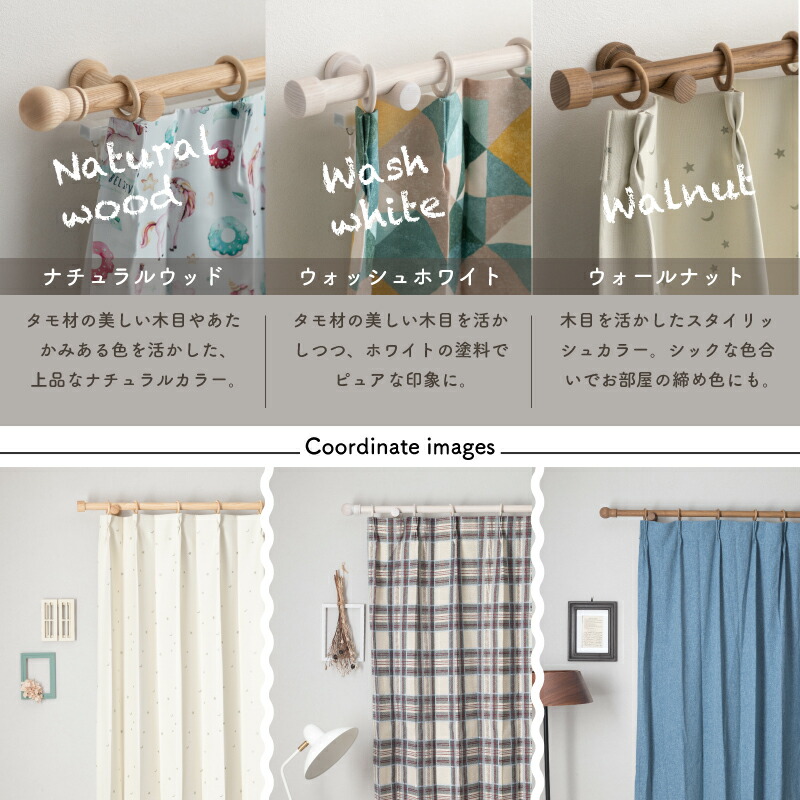 Natural
wood
Wash
white
Walnut
ナチュラルウッド
ウォッシュホワイト
ウォールナット
タモ材の美しい木目やあた
かみある色を活かした、
上品なナチュラルカラー。
タモ材の美しい木目を活か
しつつ、ホワイトの塗料で
ピュアな印象に。
木目を活かしたスタイリッ
シュカラー。シックな色合
いでお部屋の締め色にも。
Coordinate images